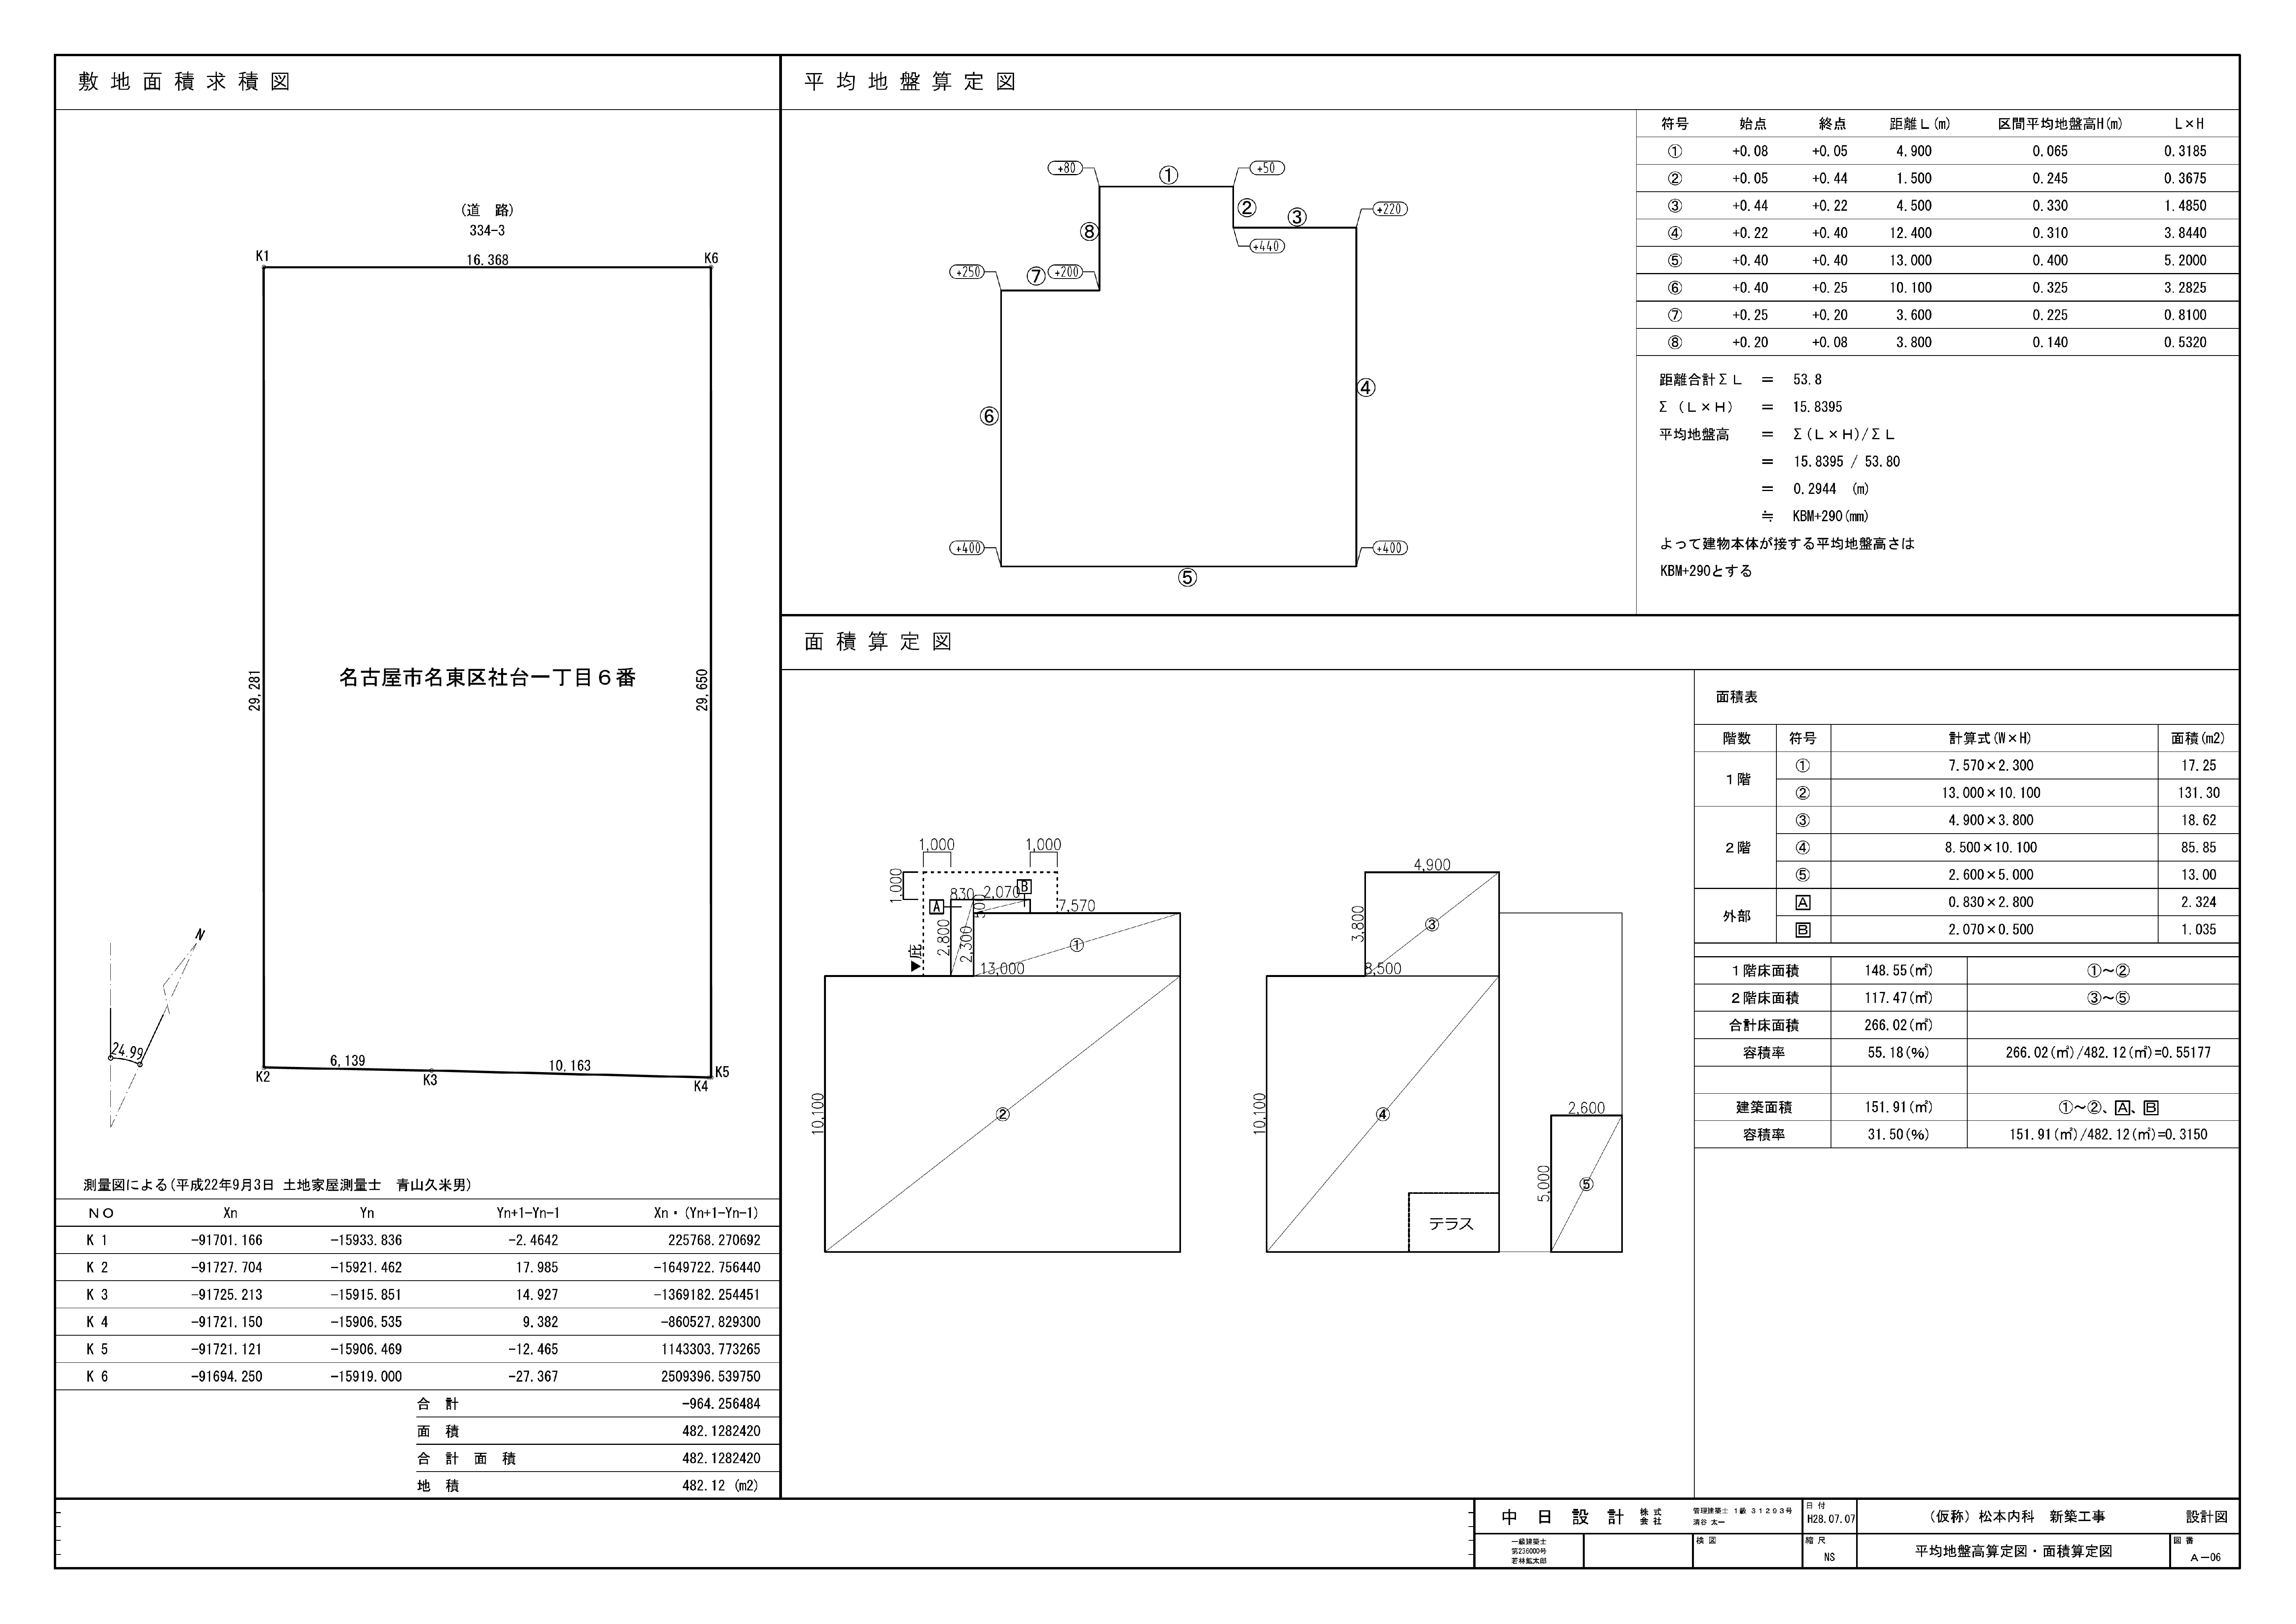 敷地面積求積図
(道　路)
334-3
K1
16.368
K6
29,281
名古屋市名東区社台一丁目６番
29,650
K2
6,139
K3
10,163
K4
K5
N
24.99
測量図による(平成22年9月3日 土地家屋測量士　青山久米男)
ＮＯ Xn Yn Yn+1-Yn-1 Xn・(Yn+1-Yn-1)
K 1 -91701.166 -15933.836 -2.4642 225768.270692
K 2 -91727.704 -15921.462 17.985 -1649722.756440
K 3 -91725.213 -15915.851 14.927 -1369182.254451
K 4 -91721.150 -15906.535 9.382 -860527.829300
K 5 -91721.121 -15906.469 -12.465 1143303.773265
K 6 -91694.250 -15919.000 -27.367 2509396.539750
合　計 -964.256484
面　積 482.1282420
合　計　面　積 482.1282420
地　積 482.12 (m2)
平均地盤算定図
+80
①
+50
②
③
+220
⑧
+440
+250
⑦
+200
④
⑥
+400
+400
⑤
符号 始点 終点 距離Ｌ(m) 区間平均地盤高H(m) L×H
① +0.08 +0.05 4.900 0.065 0.3185
② +0.05 +0.44 1.500 0.245 0.3675
③ +0.44 +0.22 4.500 0.330 1.4850
④ +0.22 +0.40 12.400 0.310 3.8440
⑤ +0.40 +0.40 13.000 0.400 5.2000
⑥ +0.40 +0.25 10.100 0.325 3.2825
⑦ +0.25 +0.20 3.600 0.225 0.8100
⑧ +0.20 +0.08 3.800 0.140 0.5320
距離合計ΣＬ ＝ 53.8
Σ（Ｌ×Ｈ） ＝ 15.8395
平均地盤高 ＝ Σ(Ｌ×Ｈ)/ΣＬ
＝ 15.8395 / 53.80
＝ 0.2944 (m)
≒ KBM+290(mm)
よって建物本体が接する平均地盤高さは
KBM+290とする
面積算定図
1,000
1,000
1,000
830
2,070
B
A
500
7,570
2,800
2,300
①
▼庇
13,000
10,100
②
4,900
3,800
③
8,500
10,100
④
テラス
2,600
5,000
⑤
面積表
階数 符号 計算式(W×H) 面積(m2)
１階 ① 7.570×2.300 17.25
② 13.000×10.100 131.30
２階 ③ 4.900×3.800 18.62
④ 8.500×10.100 85.85
⑤ 2.600×5.000 13.00
外部 A 0.830×2.800 2.324
B 2.070×0.500 1.035
１階床面積 148.55(㎡) ①～②
２階床面積 117.47(㎡) ③～⑤
合計床面積 266.02(㎡)
容積率 55.18(%) 266.02(㎡)/482.12(㎡)=0.55177
建築面積 151.91(㎡) ①～②、A、B
容積率 31.50(%) 151.91(㎡)/482.12(㎡)=0.3150
中日設計 株式会社
管理建築士 １級 ３１２９３号
清谷 太一
日付
H28.07.07
（仮称）松本内科　新築工事 設計図
一級建築士
第236000号
若林鉱太郎
検図
縮尺
NS
平均地盤高算定図・面積算定図
図番
Ａ－06